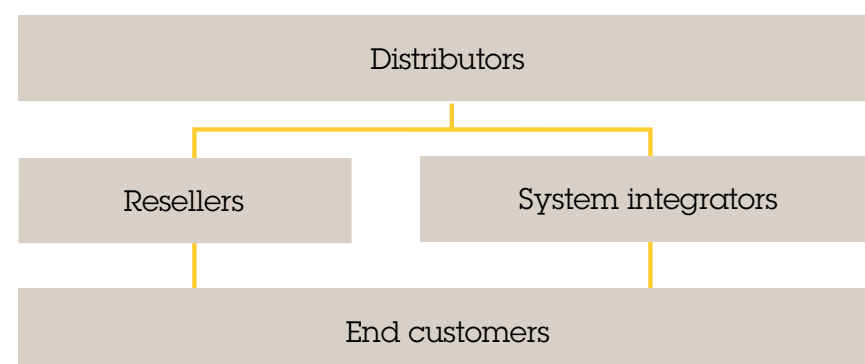 Distributors
Resellers
System integrators
End customers